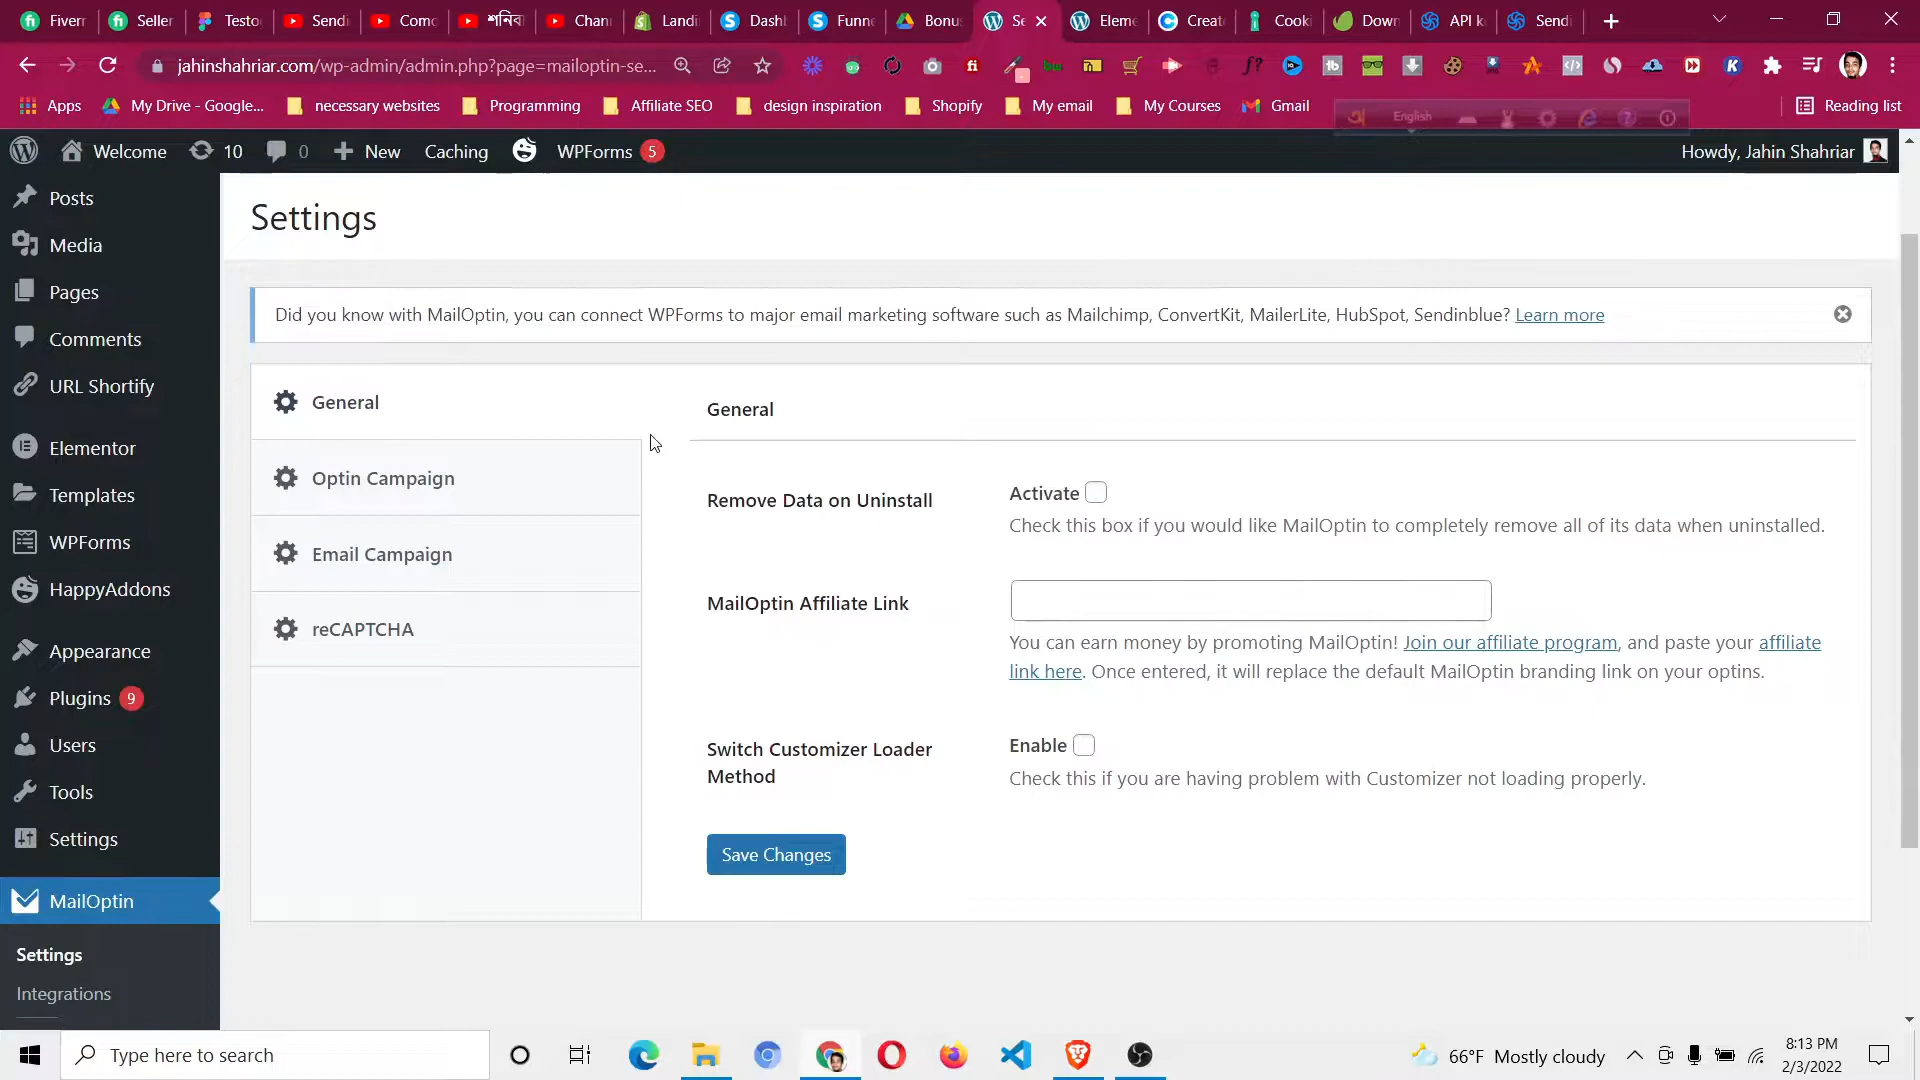 Fiverr
Seller
Testo
Sendi
Como
শনিবা
Chann
Landi
Dashb
Funne
Bonus
Se
Eleme
Create
Cooki
Down
API k
Sendi
jahinshahriar.com/wp-admin/admin.php?page=mailoptin-se...
Apps
My Drive - Google...
necessary websites
Programming
Affiliate SEO
design inspiration
Shopify
My email
My Courses
Gmail
English
Reading list
Welcome
10
0
New
Caching
WPForms 5
Howdy, Jahin Shahriar
Posts
Media
Pages
Comments
URL Shortify
Elementor
Templates
WPForms
HappyAddons
Appearance
Plugins 9
Users
Tools
Settings
MailOptin
Settings
Integrations
Settings
Did you know with MailOptin, you can connect WPForms to major email marketing software such as Mailchimp, ConvertKit, MailerLite, HubSpot, Sendinblue? Learn more
General
Optin Campaign
Email Campaign
reCAPTCHA
General
Remove Data on Uninstall
Activate
Check this box if you would like MailOptin to completely remove all of its data when uninstalled.
MailOptin Affiliate Link
You can earn money by promoting MailOptin! Join our affiliate program, and paste your affiliate
link here. Once entered, it will replace the default MailOptin branding link on your optins.
Switch Customizer Loader
Method
Enable
Check this if you are having problem with Customizer not loading properly.
Save Changes
Type here to search
66°F Mostly cloudy
8:13 PM
2/3/2022